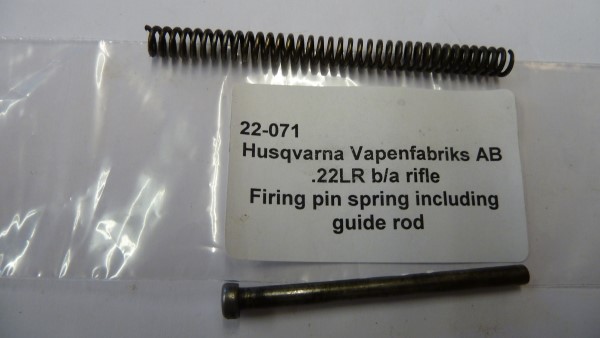 22-071
Husqvarna Vapenfabriks AB
.22LR b/a rifle
Firing pin spring including
guide rod